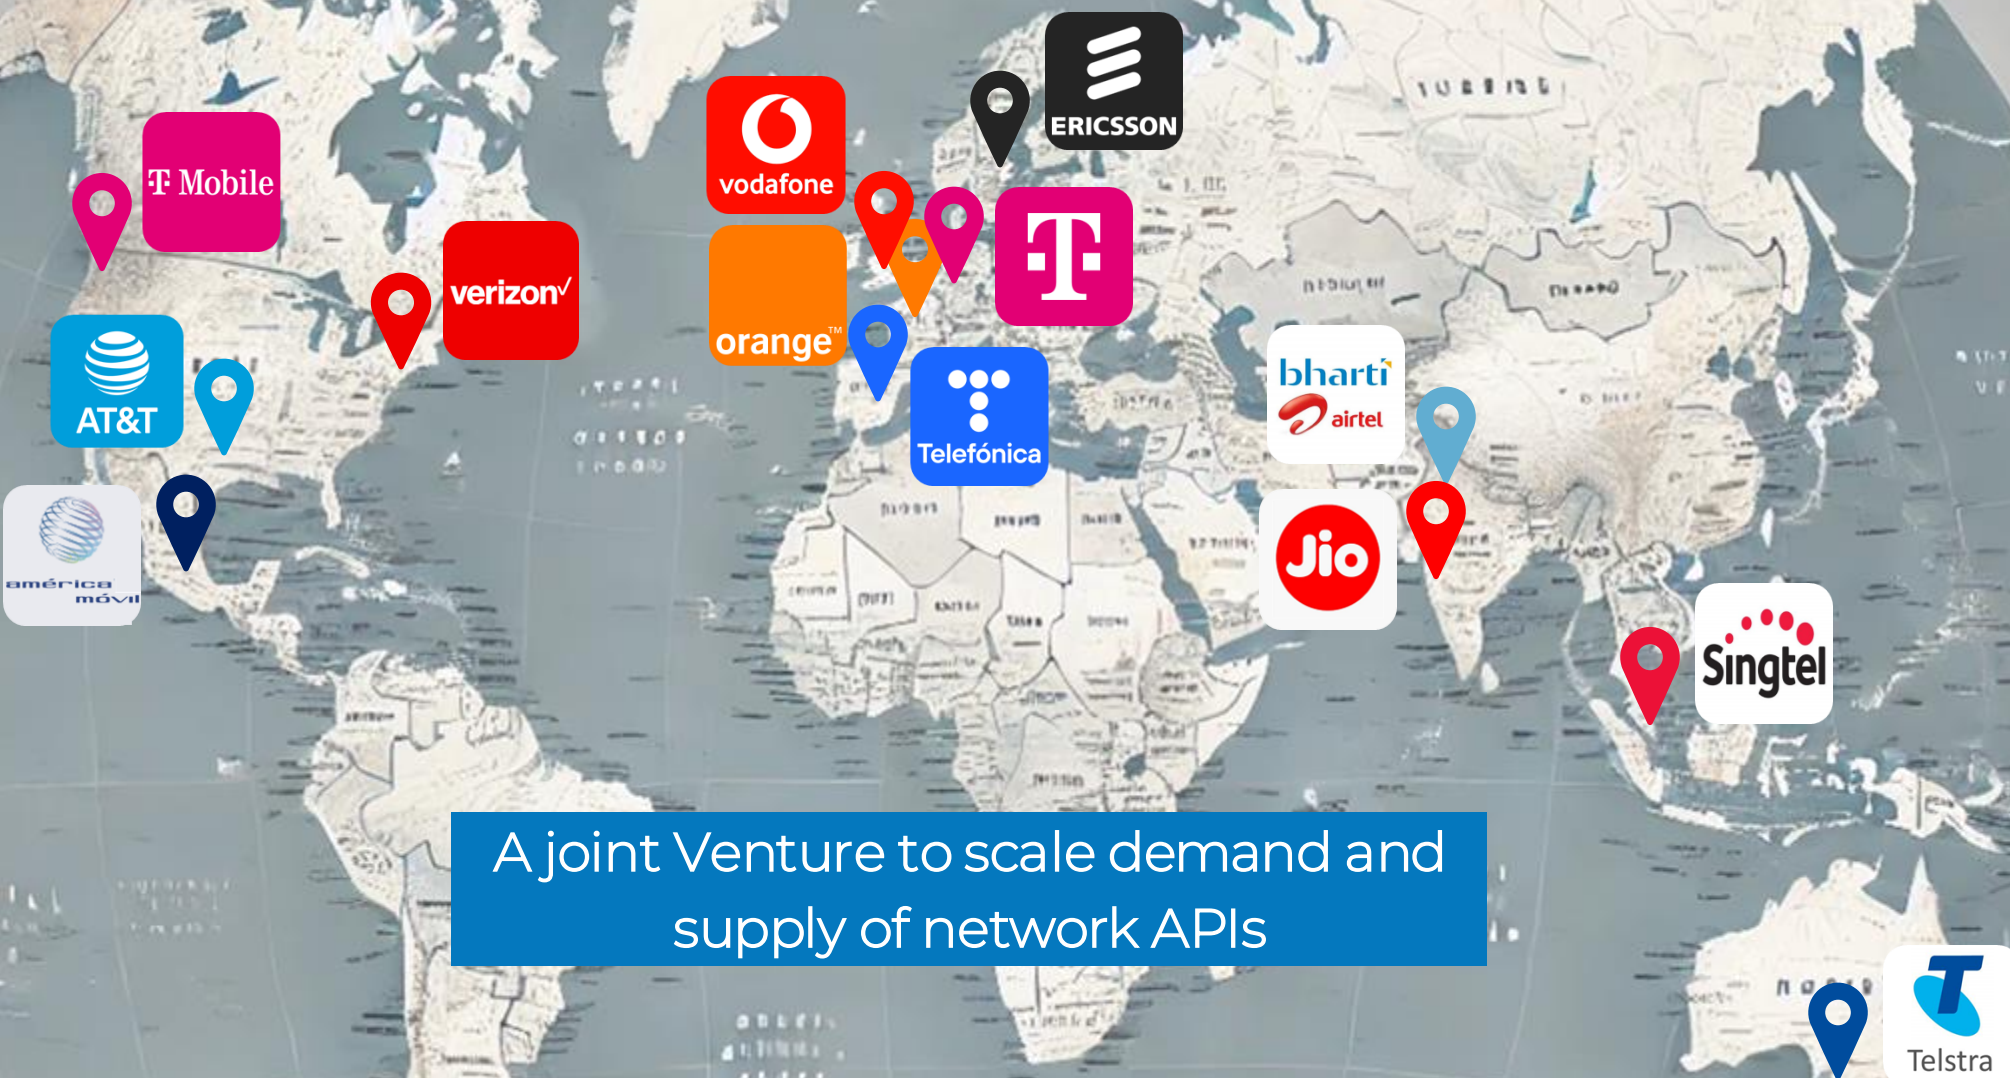 ERICSSON
vodafone
T Mobile
verizon✓
orange™
T
AT&T
Telefónica
bharti
airtel
américa
móvil
Jio
Singtel
A joint Venture to scale demand and
supply of network APIs
Telstra